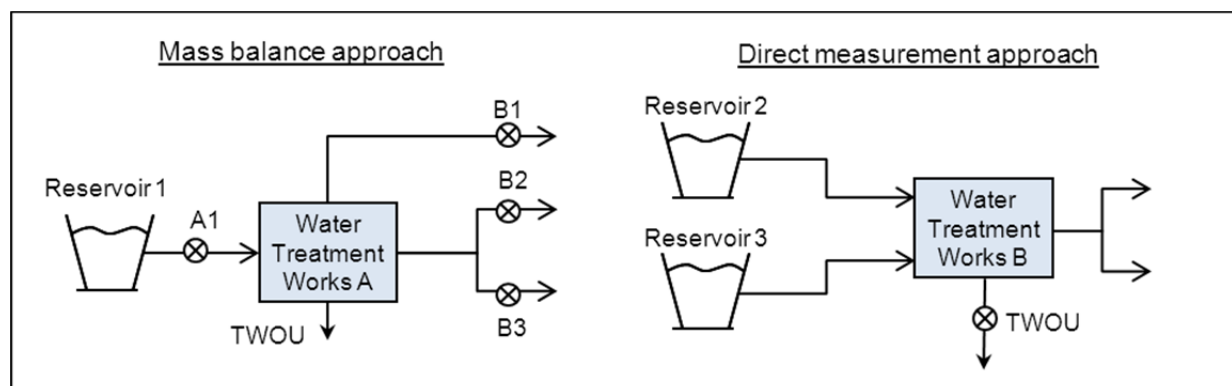 Mass balance approach
Reservoir 1
A1
Water
Treatment
Works A
TWOU
B1
B2
B3
Direct measurement approach
Reservoir 2
Reservoir 3
Water
Treatment
Works B
TWOU